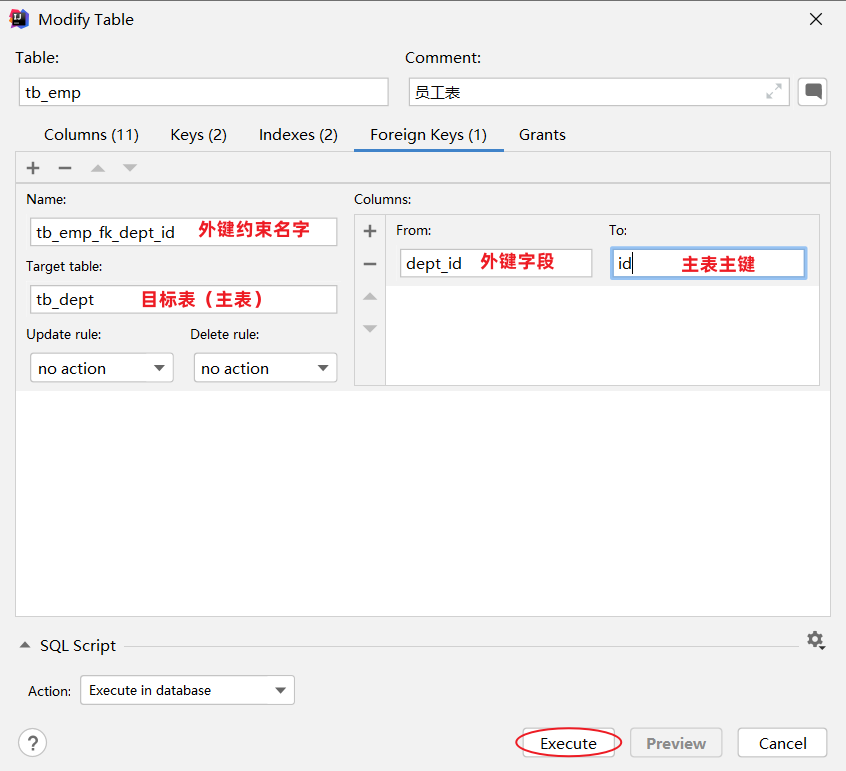 Modify Table
Table:
Comment:
tb_emp
员工表
Columns (11)
Keys (2)
Indexes (2)
Foreign Keys (1)
Grants
Name:
Columns:
tb_emp_fk_dept_id 外键约束名字
From:
To:
dept_id 外键字段
id 主表主键
Target table:
tb_dept 目标表（主表）
Update rule:
Delete rule:
no action
no action
SQL Script
Action:
Execute in database
?
Execute
Preview
Cancel